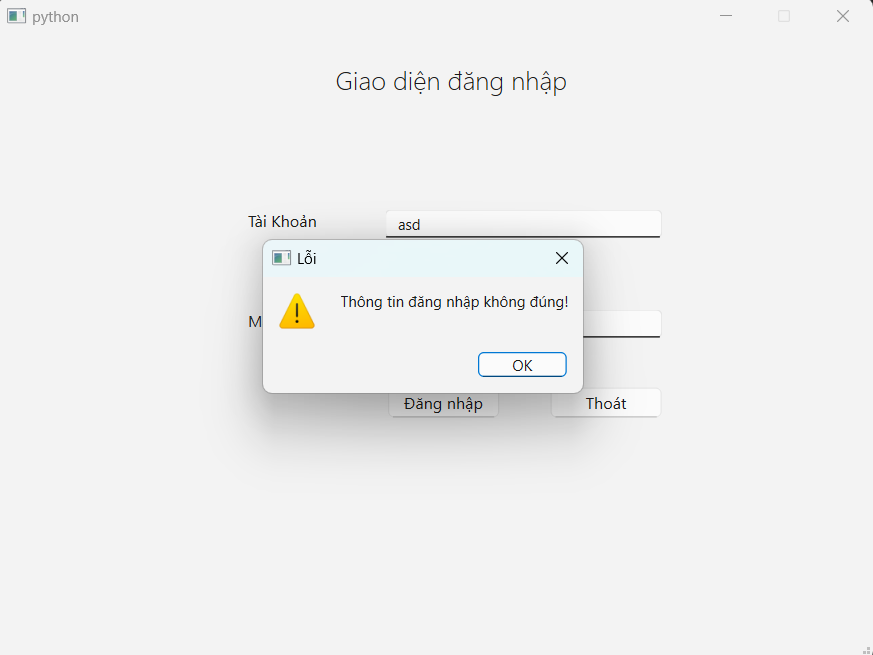 python
Giao diện đăng nhập
Tài Khoản
asd
Lỗi
Thông tin đăng nhập không đúng!
M
OK
Đăng nhập
Thoát